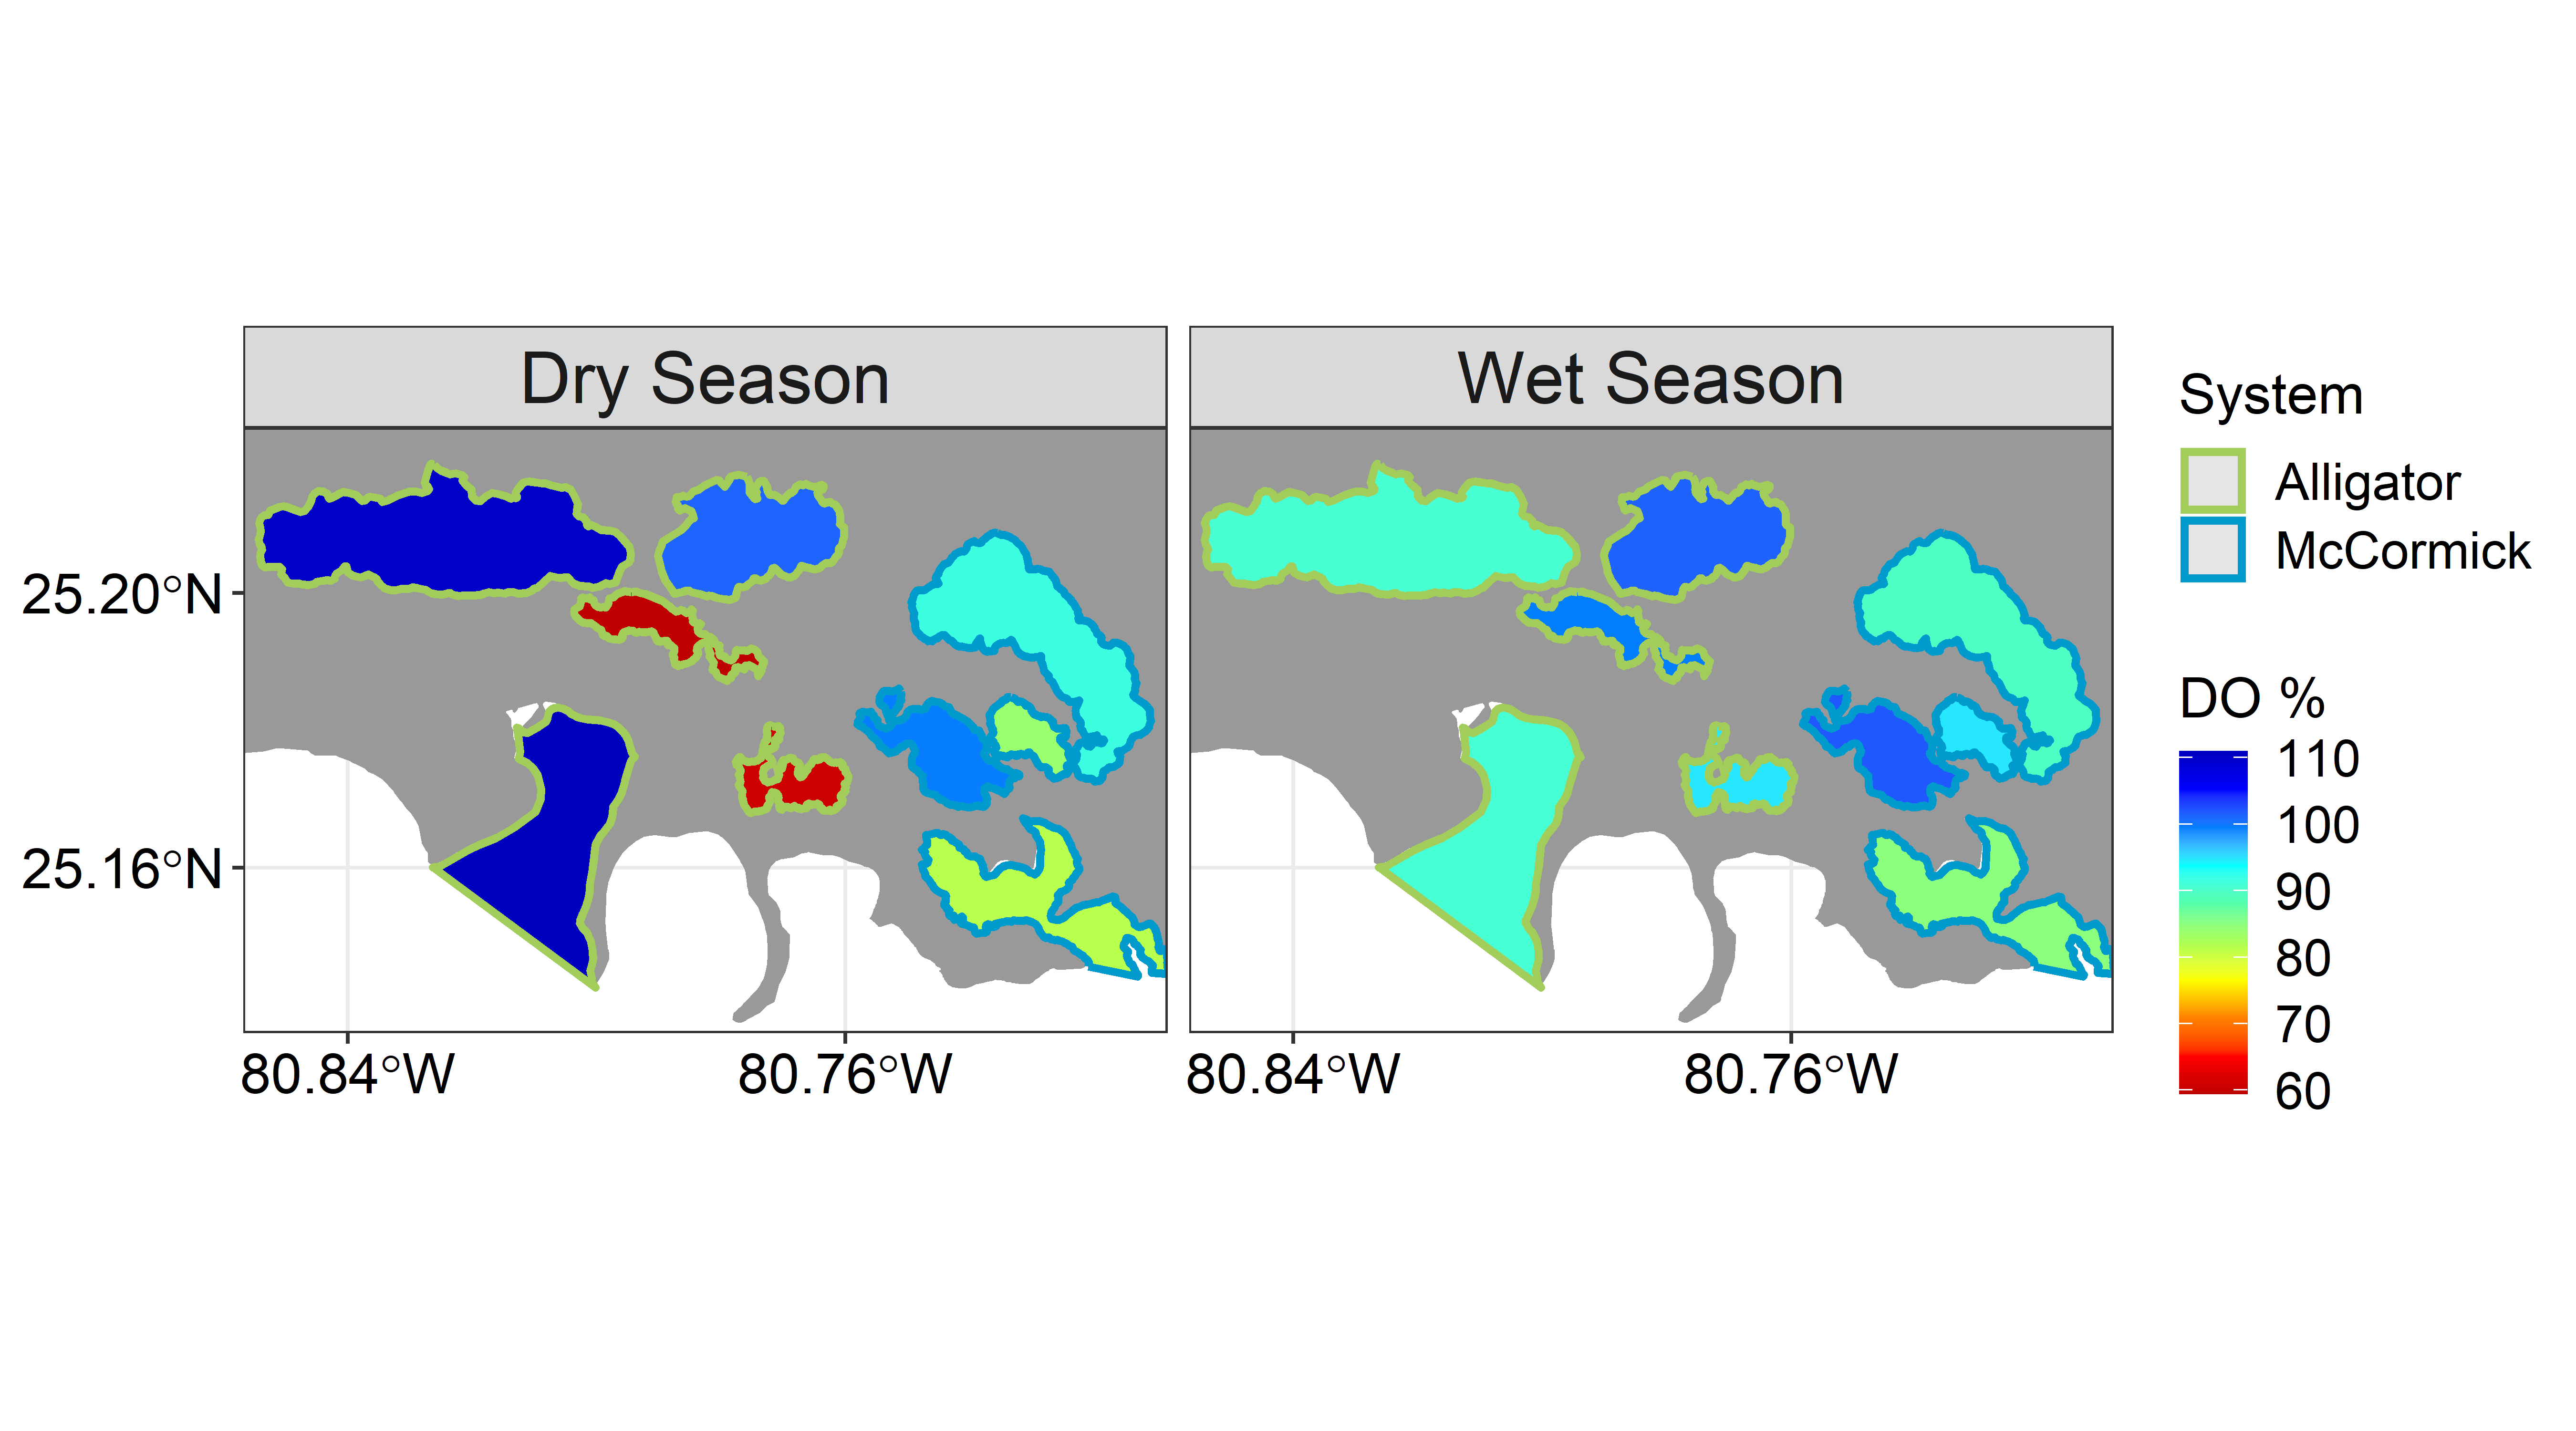 Dry Season
Wet Season
System
Alligator
McCormick
DO %
110
100
90
80
70
60
25.20°N
25.16°N
80.84°W
80.76°W
80.84°W
80.76°W